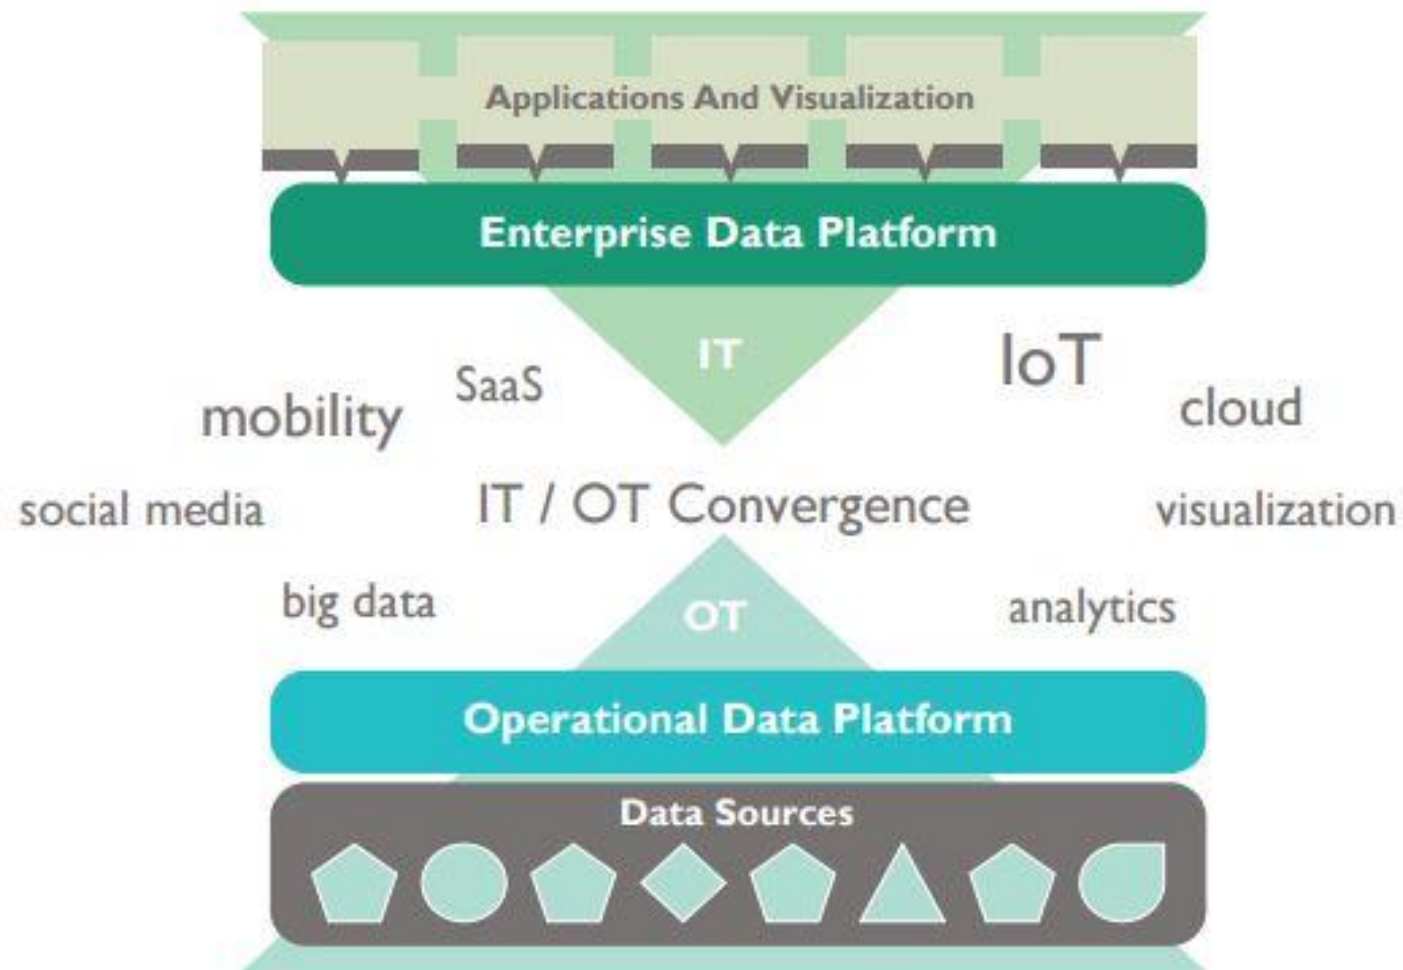 Applications And Visualization
Enterprise Data Platform
IT
IoT
SaaS
mobility
cloud
social media
IT / OT Convergence
visualization
big data
OT
analytics
Operational Data Platform
Data Sources